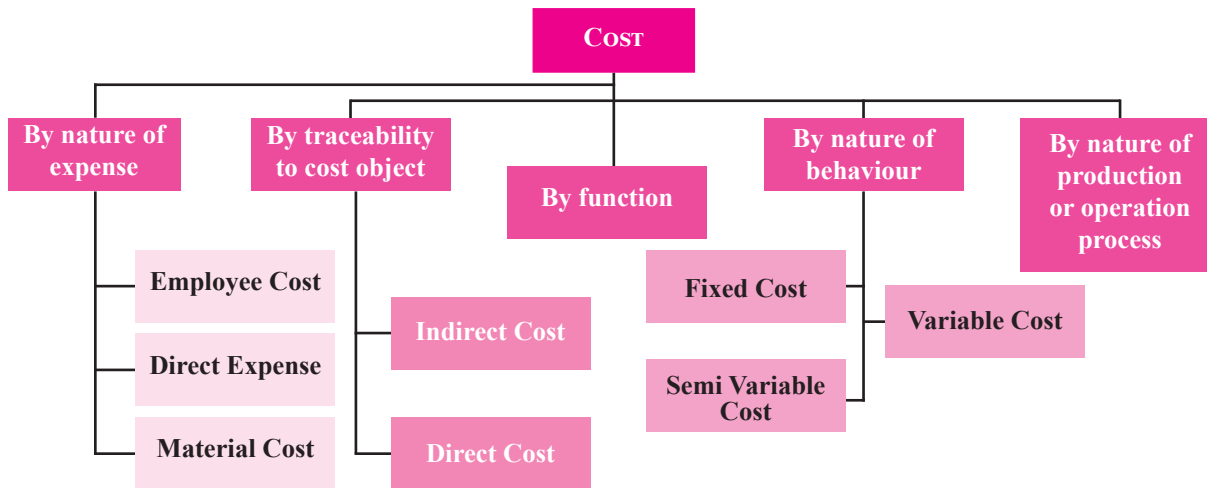 COST
By nature of
expense
By traceability
to cost object
By function
By nature of
behaviour
By nature of
production
or operation
process
Employee Cost
Direct Expense
Material Cost
Indirect Cost
Direct Cost
Fixed Cost
Semi Variable
Cost
Variable Cost